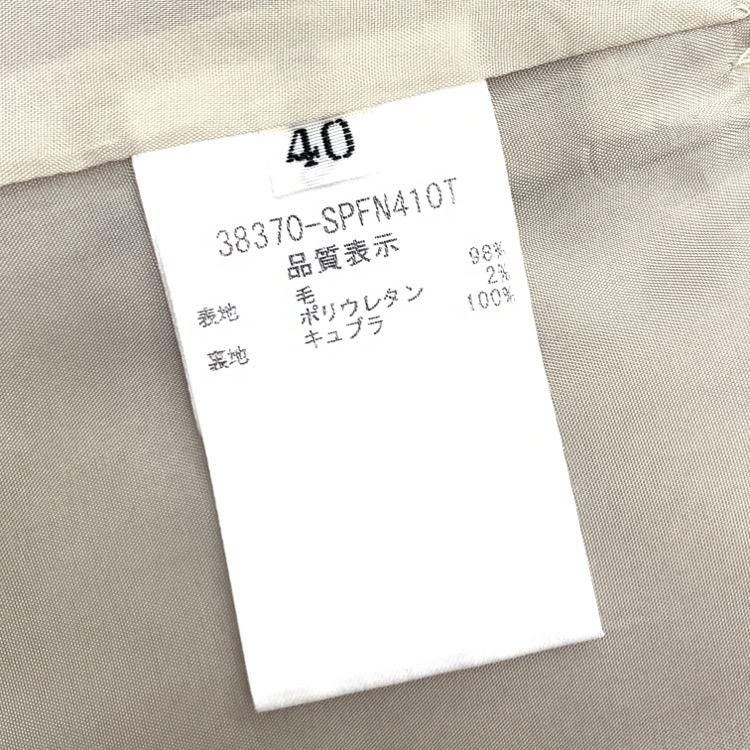 40
38370-SPFN410T
品質表示
表地 毛 98%
ポリウレタン 2%
裏地 キュブラ 100%